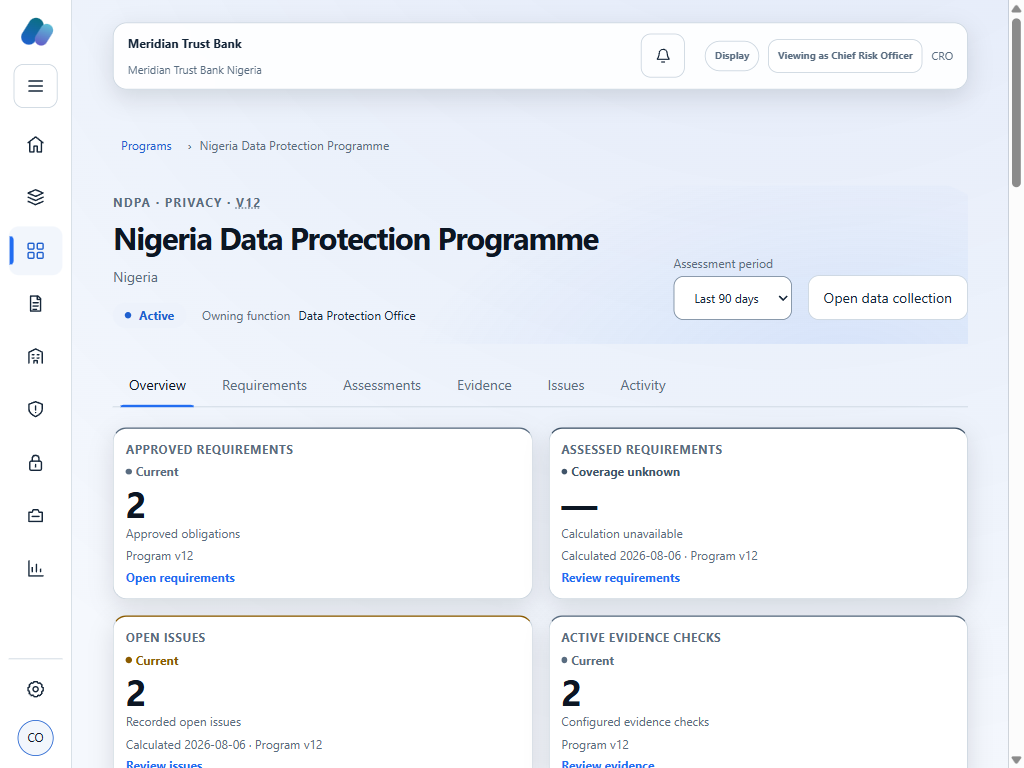 Meridian Trust Bank
Meridian Trust Bank Nigeria
Display
Viewing as Chief Risk Officer
CRO
Programs › Nigeria Data Protection Programme
NDPA · PRIVACY · V12
Nigeria Data Protection Programme
Nigeria
Active
Owning function Data Protection Office
Assessment period
Last 90 days
Open data collection
Overview
Requirements
Assessments
Evidence
Issues
Activity
APPROVED REQUIREMENTS
Current
2
Approved obligations
Program v12
Open requirements
ASSESSED REQUIREMENTS
Coverage unknown
—
Calculation unavailable
Calculated 2026-08-06 · Program v12
Review requirements
OPEN ISSUES
Current
2
Recorded open issues
Calculated 2026-08-06 · Program v12
Review issues
ACTIVE EVIDENCE CHECKS
Current
2
Configured evidence checks
Program v12
Review evidence
CO